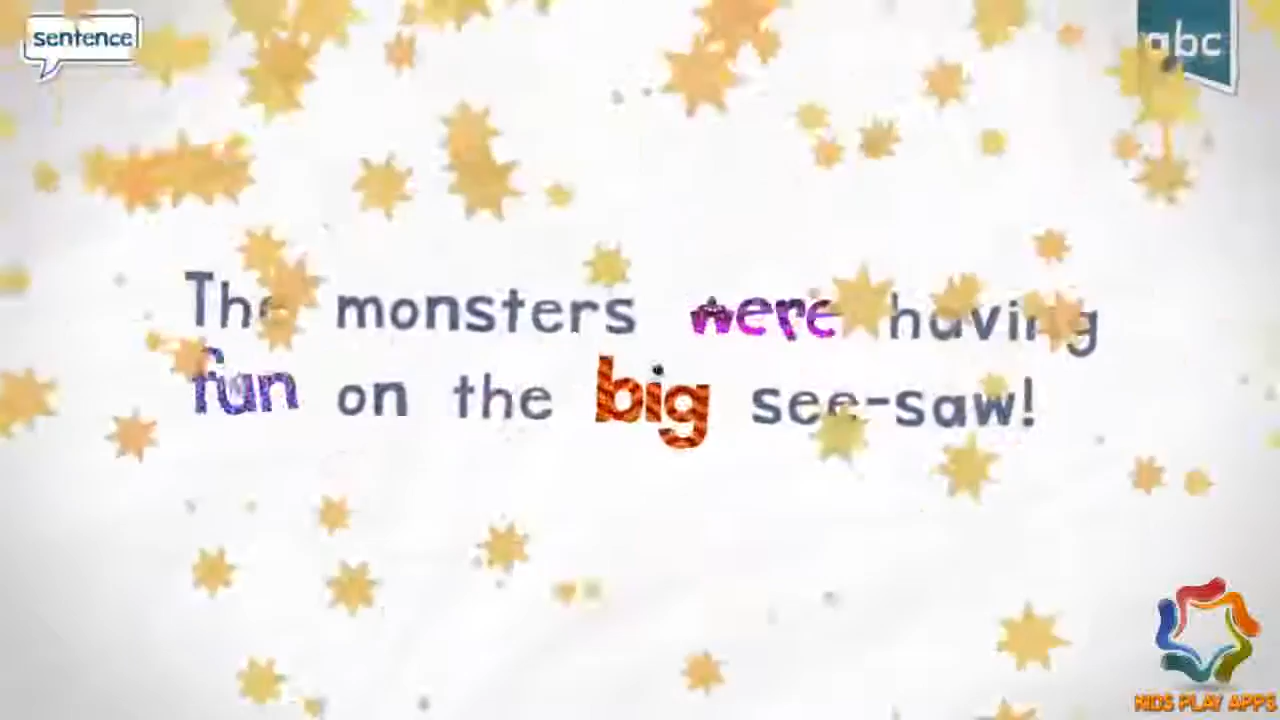 sentence
abc
The monsters were having
fun on the big see-saw!
KIDS PLAY APPS